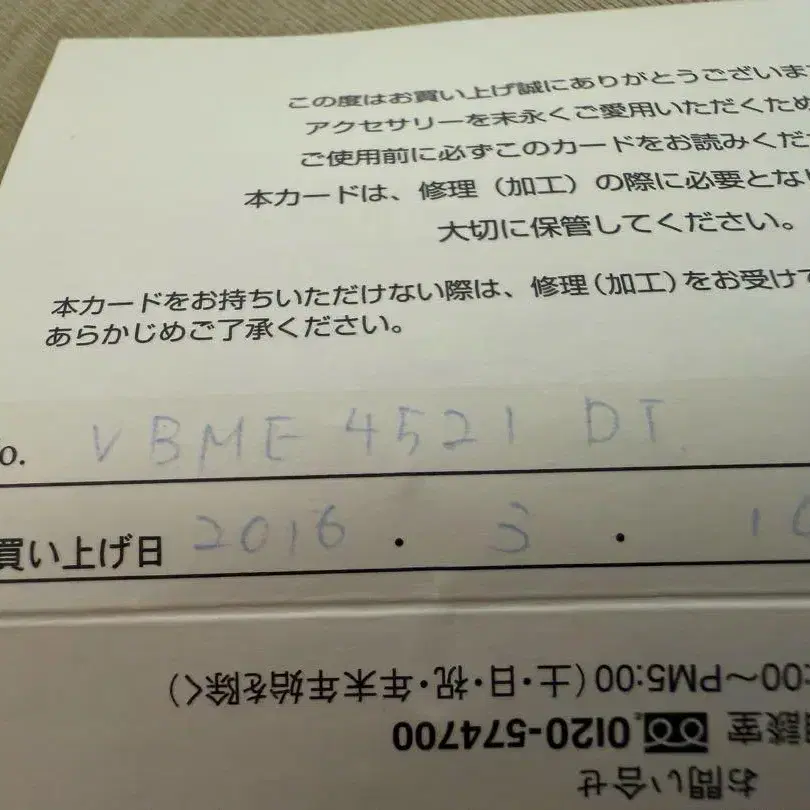 この度はお買い上げ誠にありがとうございます
アクセサリーを末永くご愛用いただくため
ご使用前に必ずこのカードをお読みくだ
本カードは、修理（加工）の際に必要とな
大切に保管してください。
本カードをお持ちいただけない際は、修理（加工）をお受けで
あらかじめご了承ください。
o. VBME 4521 DT
買い上げ日 2016 ・ 3 ・
お問い合せ
談室 0120-574700
:00〜PM5:00（土・日・祝・年末年始を除く）